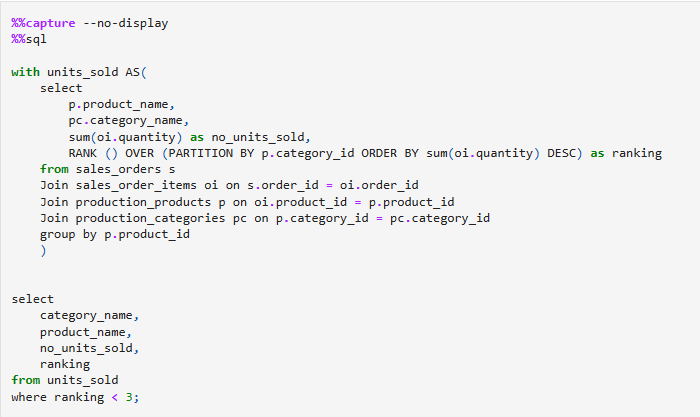 %%capture --no-display
%%sql

with units_sold AS(
    select
        p.product_name,
        pc.category_name,
        sum(oi.quantity) as no_units_sold,
        RANK () OVER (PARTITION BY p.category_id ORDER BY sum(oi.quantity) DESC) as ranking
    from sales_orders s
    Join sales_order_items oi on s.order_id = oi.order_id
    Join production_products p on oi.product_id = p.product_id
    Join production_categories pc on p.category_id = pc.category_id
    group by p.product_id
    )

select
    category_name,
    product_name,
    no_units_sold,
    ranking
from units_sold
where ranking < 3;